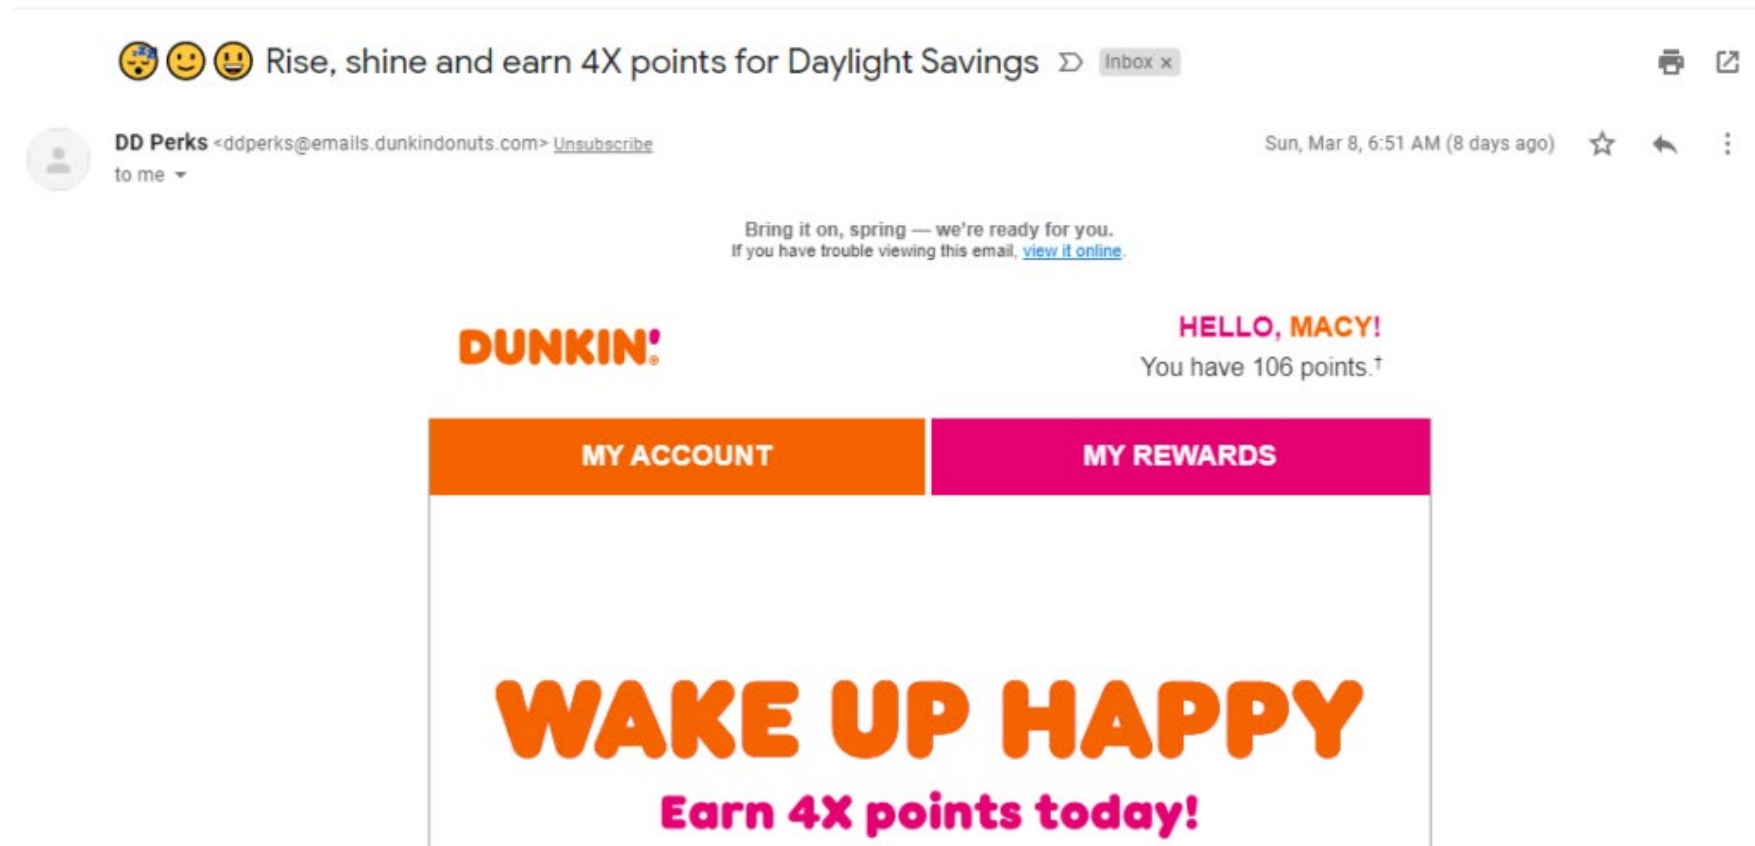 😴🙂😃 Rise, shine and earn 4X points for Daylight Savings Inbox x
DD Perks <ddperks@emails.dunkindonuts.com> Unsubscribe
Sun, Mar 8, 6:51 AM (8 days ago)
to me
Bring it on, spring — we're ready for you.
If you have trouble viewing this email, view it online.
DUNKIN'®
HELLO, MACY!
You have 106 points.†
MY ACCOUNT
MY REWARDS
WAKE UP HAPPY
Earn 4X points today!